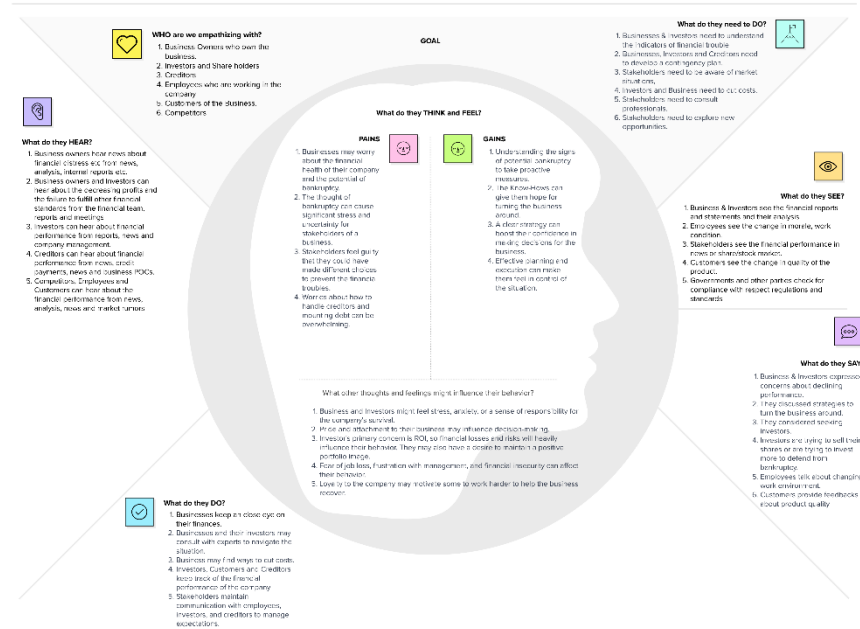 WHO are we empathizing with?
1. Business Owners who own the
business.
2. Investors and Share holders
3. Creditors
4. Employees who are working in the
company
5. Customers of the Business.
6. Competitors
GOAL
What do they need to DO?
1. Businesses & Investors need to understand
the indicators of financial trouble
2. Businesses, Investors and Creditors need
to develop a contingency plan.
3. Stakeholders need to be aware of market
situations,
4. Investors and Business need to cut costs.
5. Stakeholders need to consult
professionals.
6. Stakeholders need to explore new
opportunities.
What do they HEAR?
1. Business owners hear news about
financial distress etc from news,
analysis, internal reports etc.
2. Business owners and Investors can
hear about the decreasing profits and
the failure to fulfill other financial
standards from the financial team,
reports and meetings
3. Investors can hear about financial
performance from reports, news and
company management.
4. Creditors can hear about financial
performance from news, credit
payments, news and business POCs.
5. Competitors, Employees and
Customers can hear about the
financial performance from news,
analysis, news and market rumors
What do they THINK and FEEL?
PAINS
1. Businesses may worry
about the financial
health of their company
and the potential of
bankruptcy.
2. The thought of
bankruptcy can cause
significant stress and
uncertainty for
stakeholders of a
business.
3. Stakeholders feel guilty
that they could have
made different choices
to prevent the financial
troubles.
4. Worries about how to
handle creditors and
mounting debt can be
overwhelming.
GAINS
1. Understanding the signs
of potential bankruptcy
to take proactive
measures.
2. The Know-Hows can
give them hope for
turning the business
around.
3. A clear strategy can
boost their confidence in
making decisions for the
business.
4. Effective planning and
execution can make
them feel in control of
the situation.
What do they SEE?
1. Business & Investors see the financial reports
and statements and their analysis
2. Employees see the change in morale, work
condition.
3. Stakeholders see the financial performance in
news or share/stock market.
4. Customers see the change in quality of the
product.
5. Governments and other parties check for
compliance with respect regulations and
standards
What do they SAY
1. Business & Investors expresse
concerns about declining
performance.
2. They discussed strategies to
turn the business around.
3. They considered seeking
investors.
4. Investors are trying to sell their
shares or are trying to invest
more to defend from
bankruptcy.
5. Employees talk about changing
work environment.
6. Customers provide feedbacks
about product quality
What other thoughts and feelings might influence their behavior?
1. Business and Investors might feel stress, anxiety, or a sense of responsibility for
the company's survival.
2. Pride and attachment to their business may influence decision-making.
3. Investor's primary concern is ROI, so financial losses and risks will heavily
influence their behavior. They may also have a desire to maintain a positive
portfolio image.
4. Fear of job loss, frustration with management, and financial insecurity can affect
their behavior.
5. Loyalty to the company may motivate some to work harder to help the business
recover.
What do they DO?
1. Businesses keep an close eye on
their finances.
2. Businesses and their investors may
consult with experts to navigate the
situation.
3. Business may find ways to cut costs.
4. Investors, Customers and Creditors
keep track of the financial
performance of the company
5. Stakeholders maintain
communication with employees,
investors, and creditors to manage
expectations.